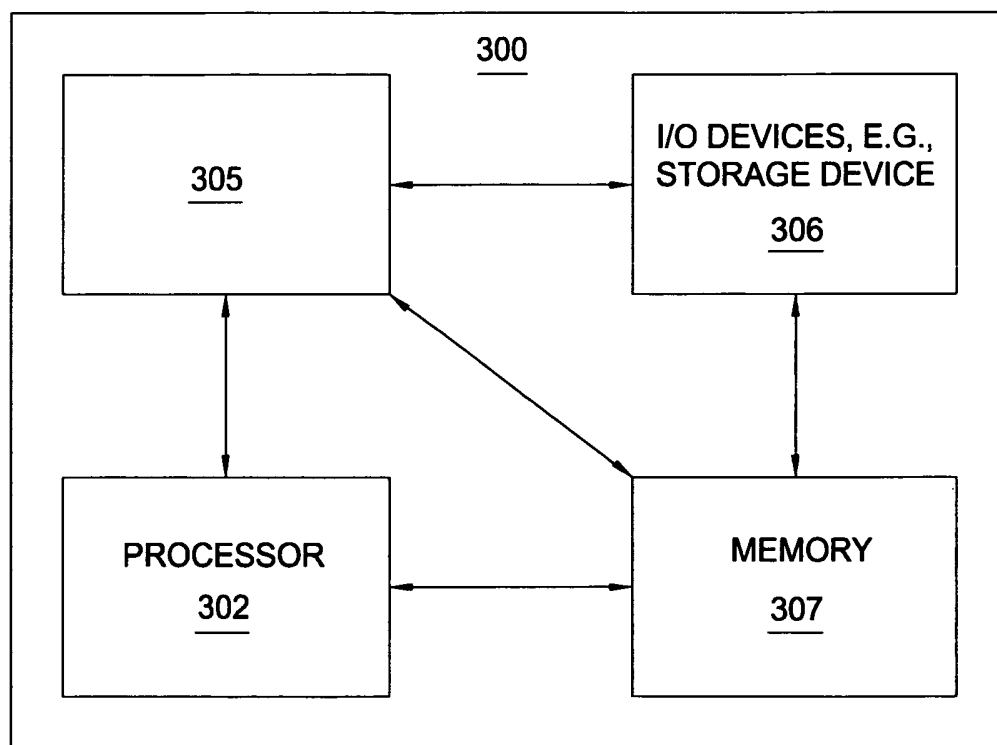 300
305
I/O DEVICES, E.G.,
STORAGE DEVICE
306
PROCESSOR
302
MEMORY
307